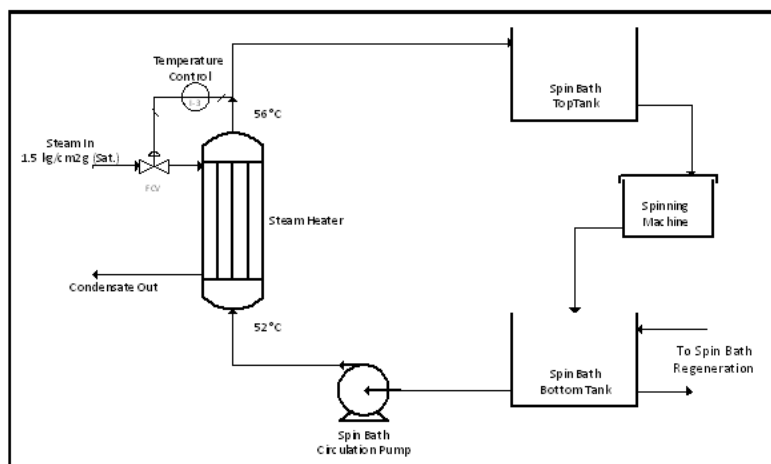 Temperature
Control
56°C
Steam In
1.5 kg/cm2g (Sat.)
FCV
Steam Heater
Condensate Out
52°C
Spin Bath
Circulation Pump
Spin Bath
TopTank
Spinning
Machine
Spin Bath
Bottom Tank
To Spin Bath
Regeneration